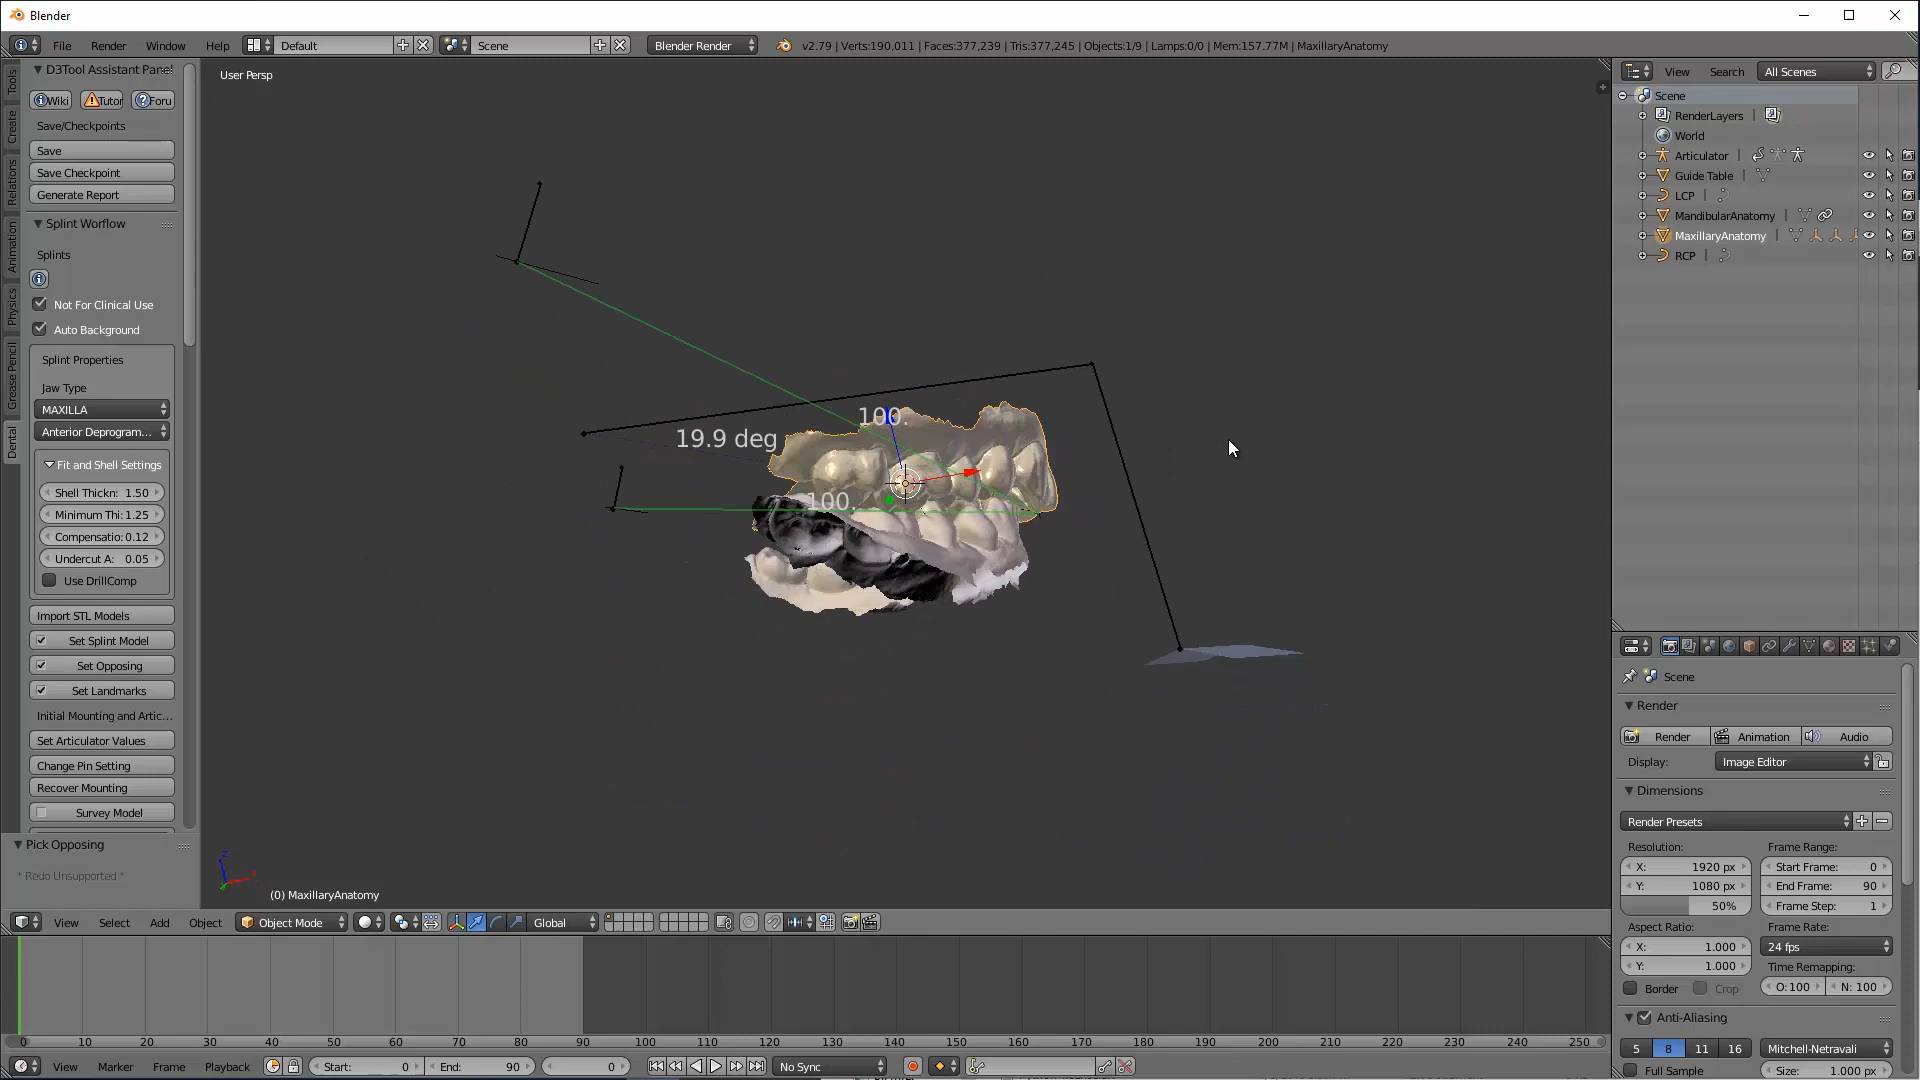 Blender
File Render Window Help Default Scene Blender Render v2.79 | Verts:190,011 | Faces:377,239 | Tris:377,245 | Objects:1/9 | Lamps:0/0 | Mem:157.77M | MaxillaryAnatomy
D3Tool Assistant Panel
Wiki Tutor Foru
Save/Checkpoints
Save
Save Checkpoint
Generate Report
Splint Worflow
Splints
Not For Clinical Use
Auto Background
Splint Properties
Jaw Type
MAXILLA
Anterior Deprogram...
Fit and Shell Settings
Shell Thickn: 1.50
Minimum Thi: 1.25
Compensatio: 0.12
Undercut A: 0.05
Use DrillComp
Import STL Models
Set Splint Model
Set Opposing
Set Landmarks
Initial Mounting and Artic...
Set Articulator Values
Change Pin Setting
Recover Mounting
Survey Model
Pick Opposing
* Redo Unsupported *
Tools
Create
Relations
Animation
Physics
Grease Pencil
Dental
User Persp
100.
19.9 deg
100.
(0) MaxillaryAnatomy
View Select Add Object Object Mode Global
0 10 20 30 40 50 60 70 80 90 100 110 120 130 140 150 160 170 180 190 200 210 220 230 240 250
View Marker Frame Playback Start: 0 End: 90 0 No Sync
View Search All Scenes
Scene
RenderLayers |
World
Articulator |
Guide Table |
LCP |
MandibularAnatomy |
MaxillaryAnatomy |
RCP |
Scene
Render
Render Animation Audio
Display: Image Editor
Dimensions
Render Presets
Resolution: Frame Range:
X: 1920 px Start Frame: 0
Y: 1080 px End Frame: 90
50% Frame Step: 1
Aspect Ratio: Frame Rate:
X: 1.000 24 fps
Y: 1.000 Time Remapping:
Border Crop O:100 N: 100
Anti-Aliasing
5 8 11 16 Mitchell-Netravali
Full Sample Size: 1.000 px